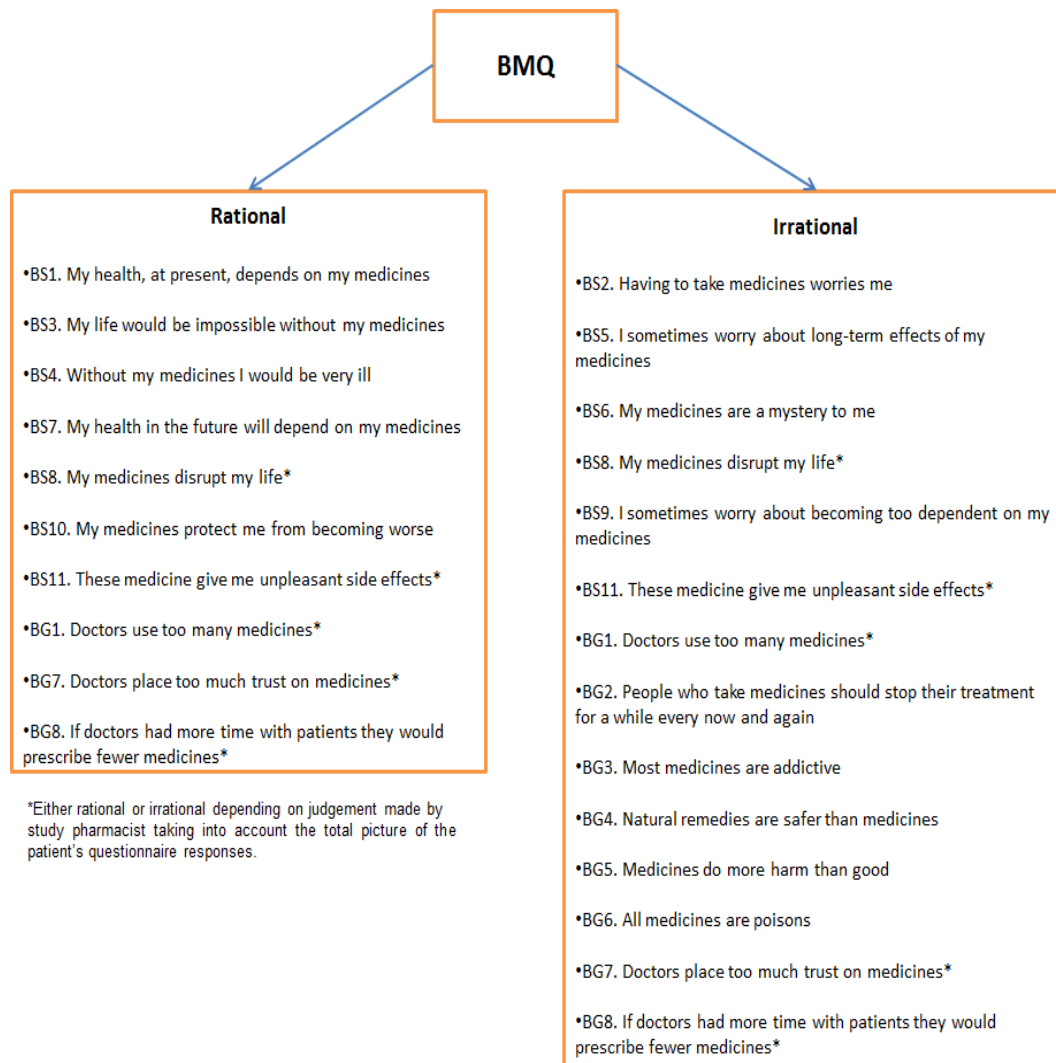 BMQ
Rational
•BS1. My health, at present, depends on my medicines
•BS3. My life would be impossible without my medicines
•BS4. Without my medicines I would be very ill
•BS7. My health in the future will depend on my medicines
•BS8. My medicines disrupt my life*
•BS10. My medicines protect me from becoming worse
•BS11. These medicine give me unpleasant side effects*
•BG1. Doctors use too many medicines*
•BG7. Doctors place too much trust on medicines*
•BG8. If doctors had more time with patients they would
prescribe fewer medicines*
*Either rational or irrational depending on judgement made by
study pharmacist taking into account the total picture of the
patient's questionnaire responses.
Irrational
•BS2. Having to take medicines worries me
•BS5. I sometimes worry about long-term effects of my
medicines
•BS6. My medicines are a mystery to me
•BS8. My medicines disrupt my life*
•BS9. I sometimes worry about becoming too dependent on my
medicines
•BS11. These medicine give me unpleasant side effects*
•BG1. Doctors use too many medicines*
•BG2. People who take medicines should stop their treatment
for a while every now and again
•BG3. Most medicines are addictive
•BG4. Natural remedies are safer than medicines
•BG5. Medicines do more harm than good
•BG6. All medicines are poisons
•BG7. Doctors place too much trust on medicines*
•BG8. If doctors had more time with patients they would
prescribe fewer medicines*